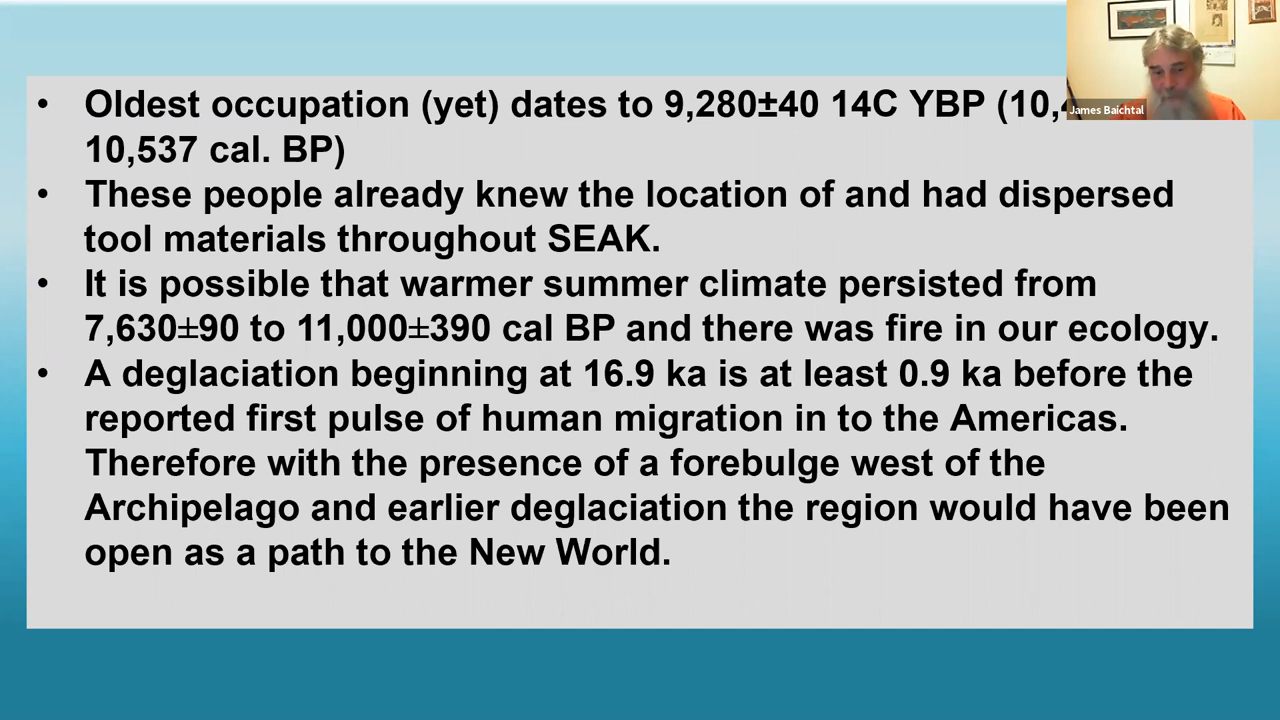 • Oldest occupation (yet) dates to 9,280±40 14C YBP
10,537 cal. BP)
• These people already knew the location of and had dispersed
tool materials throughout SEAK.
• It is possible that warmer summer climate persisted from
7,630±90 to 11,000±390 cal BP and there was fire in our ecology.
• A deglaciation beginning at 16.9 ka is at least 0.9 ka before the
reported first pulse of human migration in to the Americas.
Therefore with the presence of a forebulge west of the
Archipelago and earlier deglaciation the region would have been
open as a path to the New World.
James Baichtal